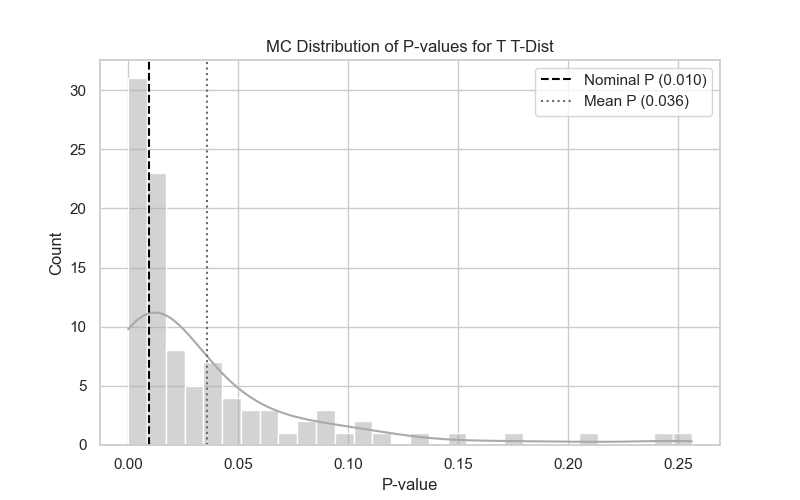 MC Distribution of P-values for T T-Dist
Nominal P (0.010)
Mean P (0.036)
Count
30
25
20
15
10
5
0
0.00 0.05 0.10 0.15 0.20 0.25
P-value